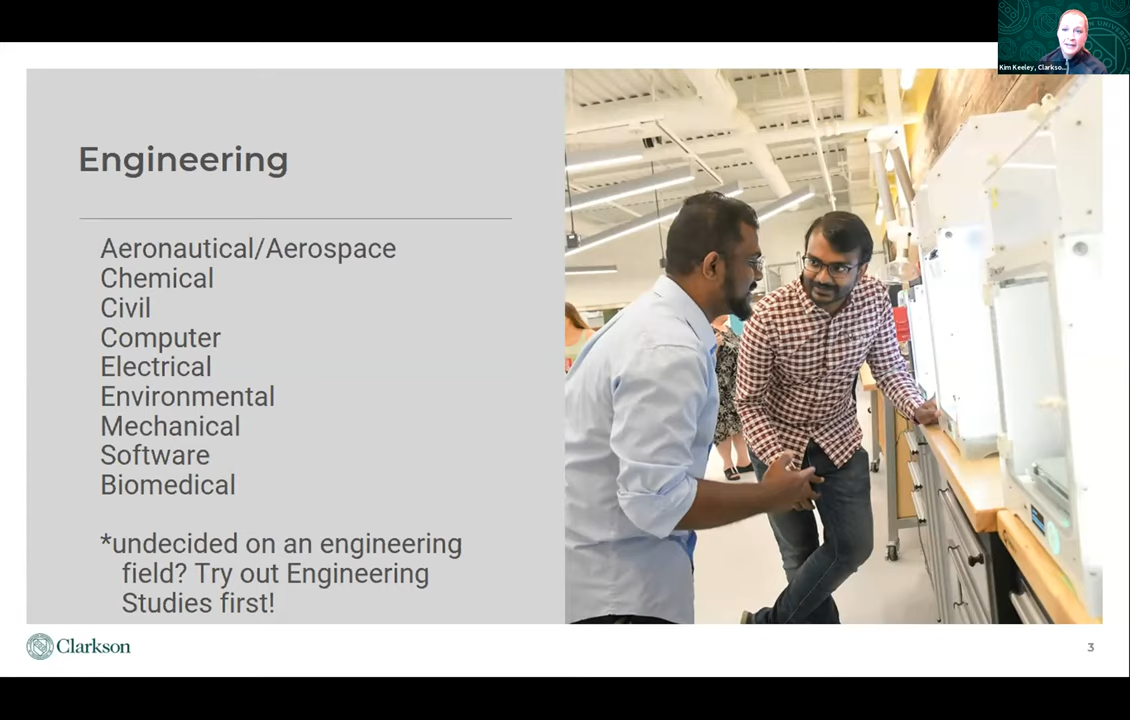 Kim Keeley, Clarkso...
Engineering
Aeronautical/Aerospace
Chemical
Civil
Computer
Electrical
Environmental
Mechanical
Software
Biomedical
*undecided on an engineering
field? Try out Engineering
Studies first!
Clarkson
3